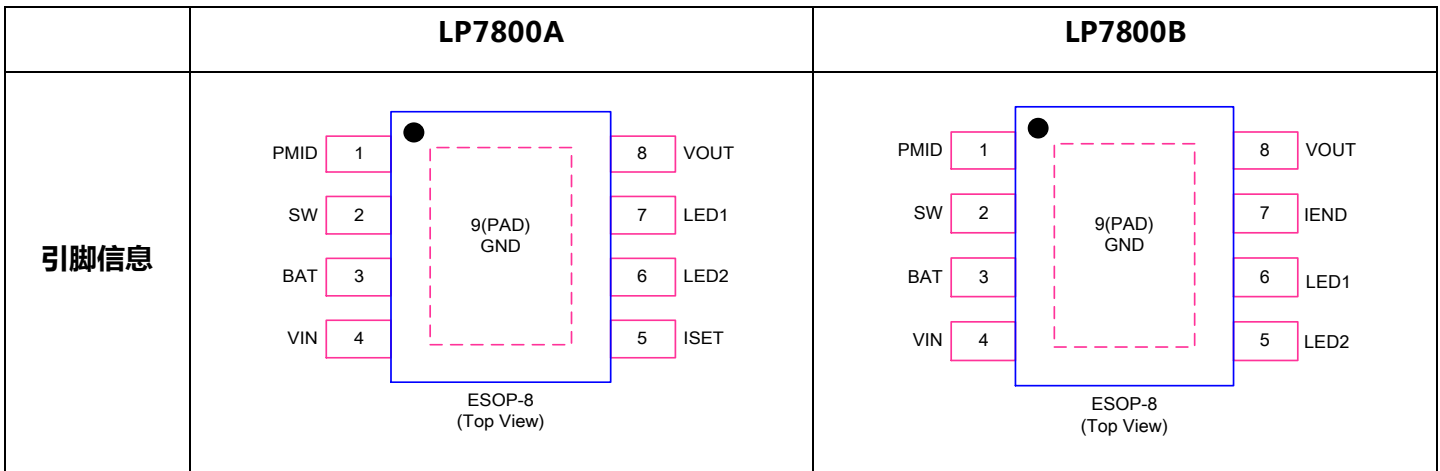 LP7800A
LP7800B
引脚信息
PMID 1
8 VOUT
SW 2
7 LED1
9(PAD)
GND
BAT 3
6 LED2
VIN 4
5 ISET
ESOP-8
(Top View)
PMID 1
8 VOUT
SW 2
7 IEND
9(PAD)
GND
BAT 3
6 LED1
VIN 4
5 LED2
ESOP-8
(Top View)